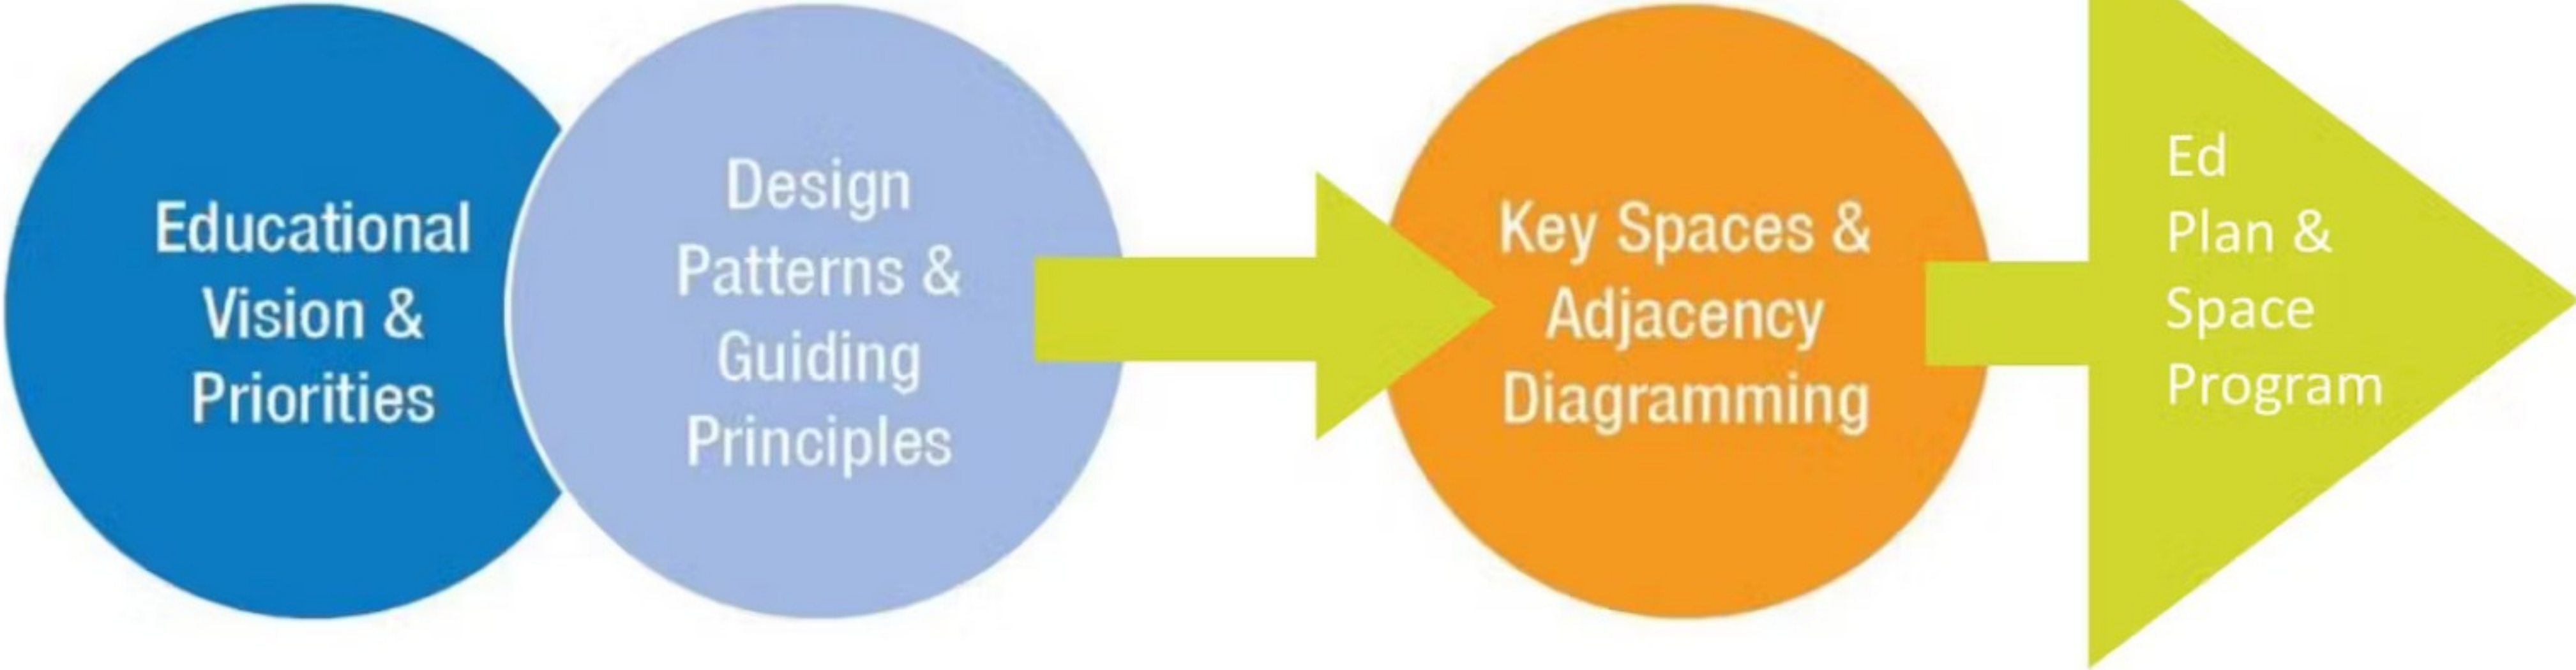 Educational
Vision &
Priorities
Design
Patterns &
Guiding
Principles
Key Spaces &
Adjacency
Diagramming
Ed
Plan &
Space
Program